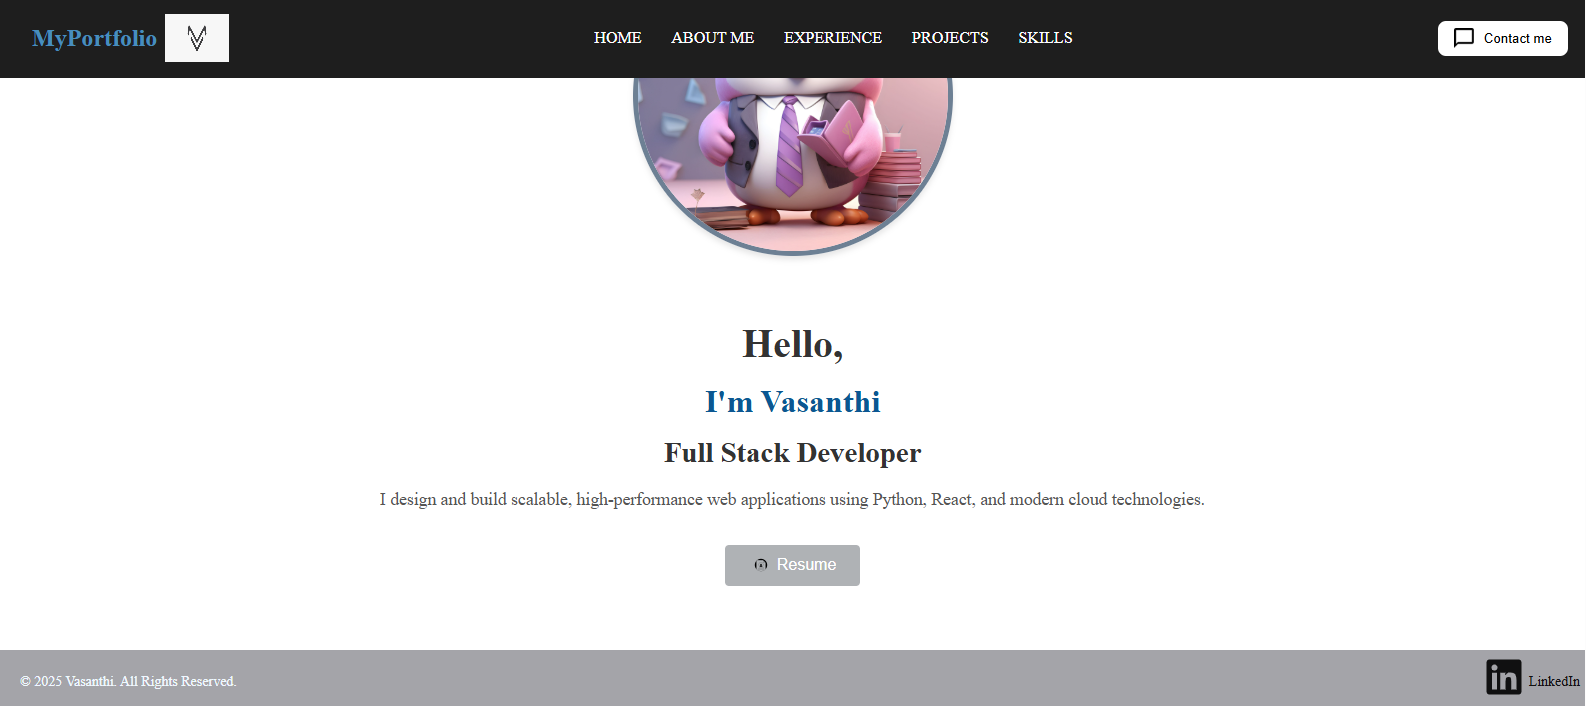 MyPortfolio
HOME ABOUT ME EXPERIENCE PROJECTS SKILLS
Contact me
Hello,
I'm Vasanthi
Full Stack Developer
I design and build scalable, high-performance web applications using Python, React, and modern cloud technologies.
Resume
© 2025 Vasanthi. All Rights Reserved.
in LinkedIn